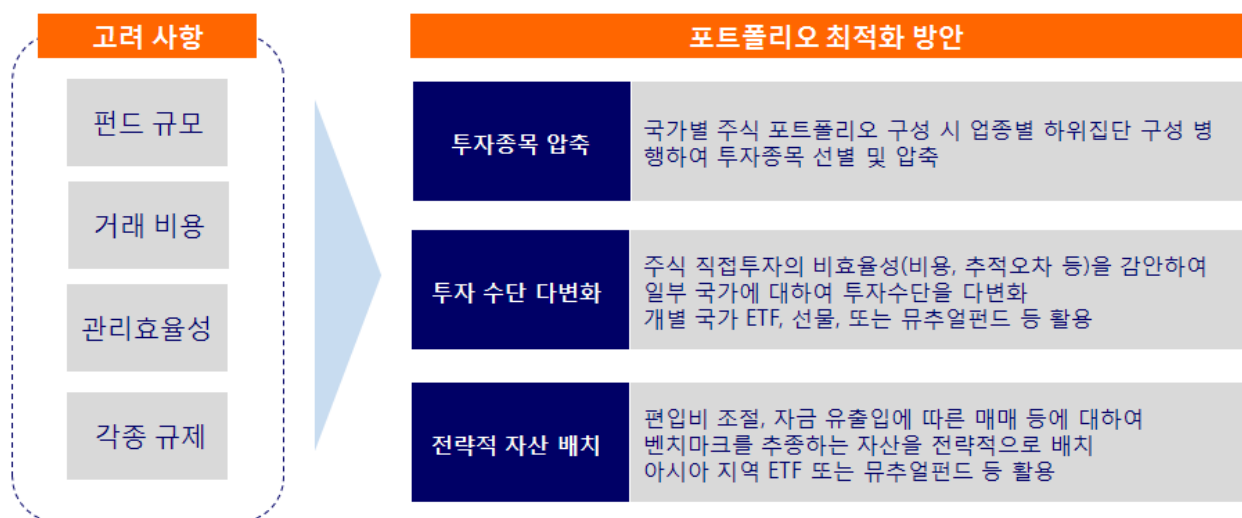 고려 사항
펀드 규모
거래 비용
관리효율성
각종 규제
포트폴리오 최적화 방안
투자종목 압축
국가별 주식 포트폴리오 구성 시 업종별 하위집단 구성 병
행하여 투자종목 선별 및 압축
투자 수단 다변화
주식 직접투자의 비효율성(비용, 추적오차 등)을 감안하여
일부 국가에 대하여 투자수단을 다변화
개별 국가 ETF, 선물, 또는 뮤추얼펀드 등 활용
전략적 자산 배치
편입비 조절, 자금 유출입에 따른 매매 등에 대하여
벤치마크를 추종하는 자산을 전략적으로 배치
아시아 지역 ETF 또는 뮤추얼펀드 등 활용